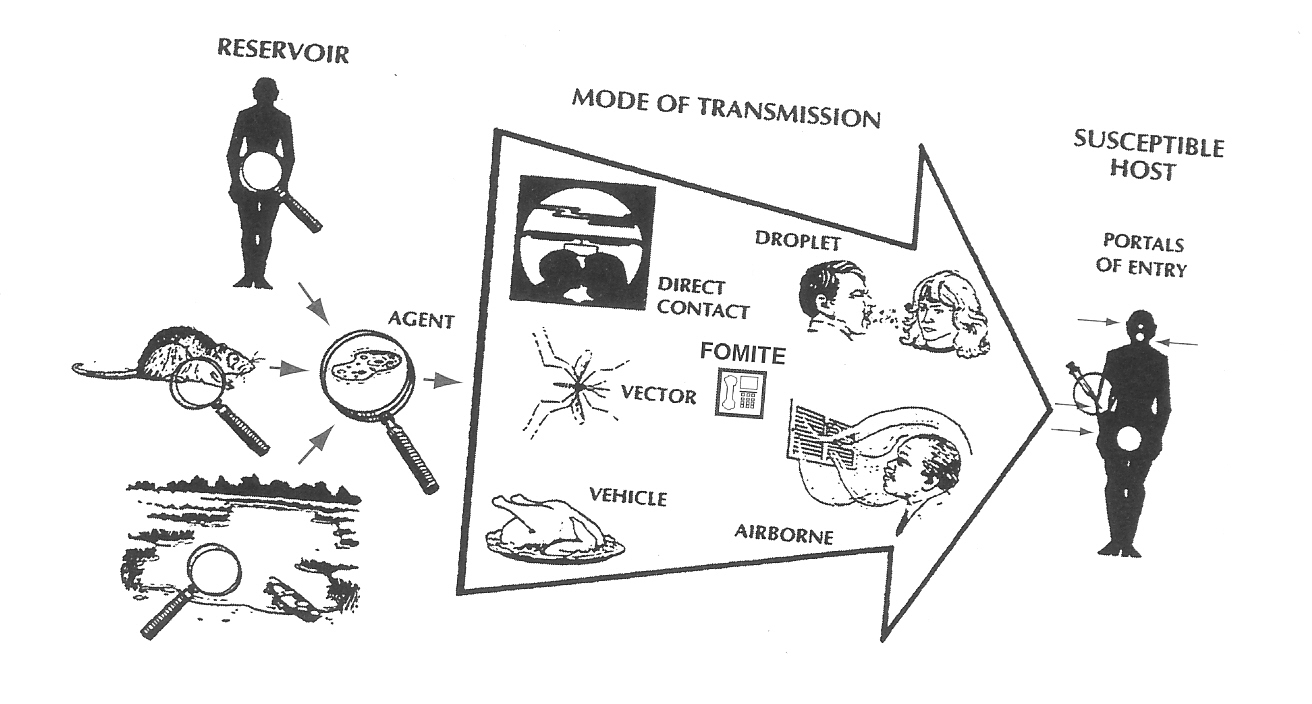 RESERVOIR
MODE OF TRANSMISSION
SUSCEPTIBLE
HOST
DROPLET
PORTALS
OF ENTRY
DIRECT
CONTACT
AGENT
FOMITE
VECTOR
VEHICLE
AIRBORNE